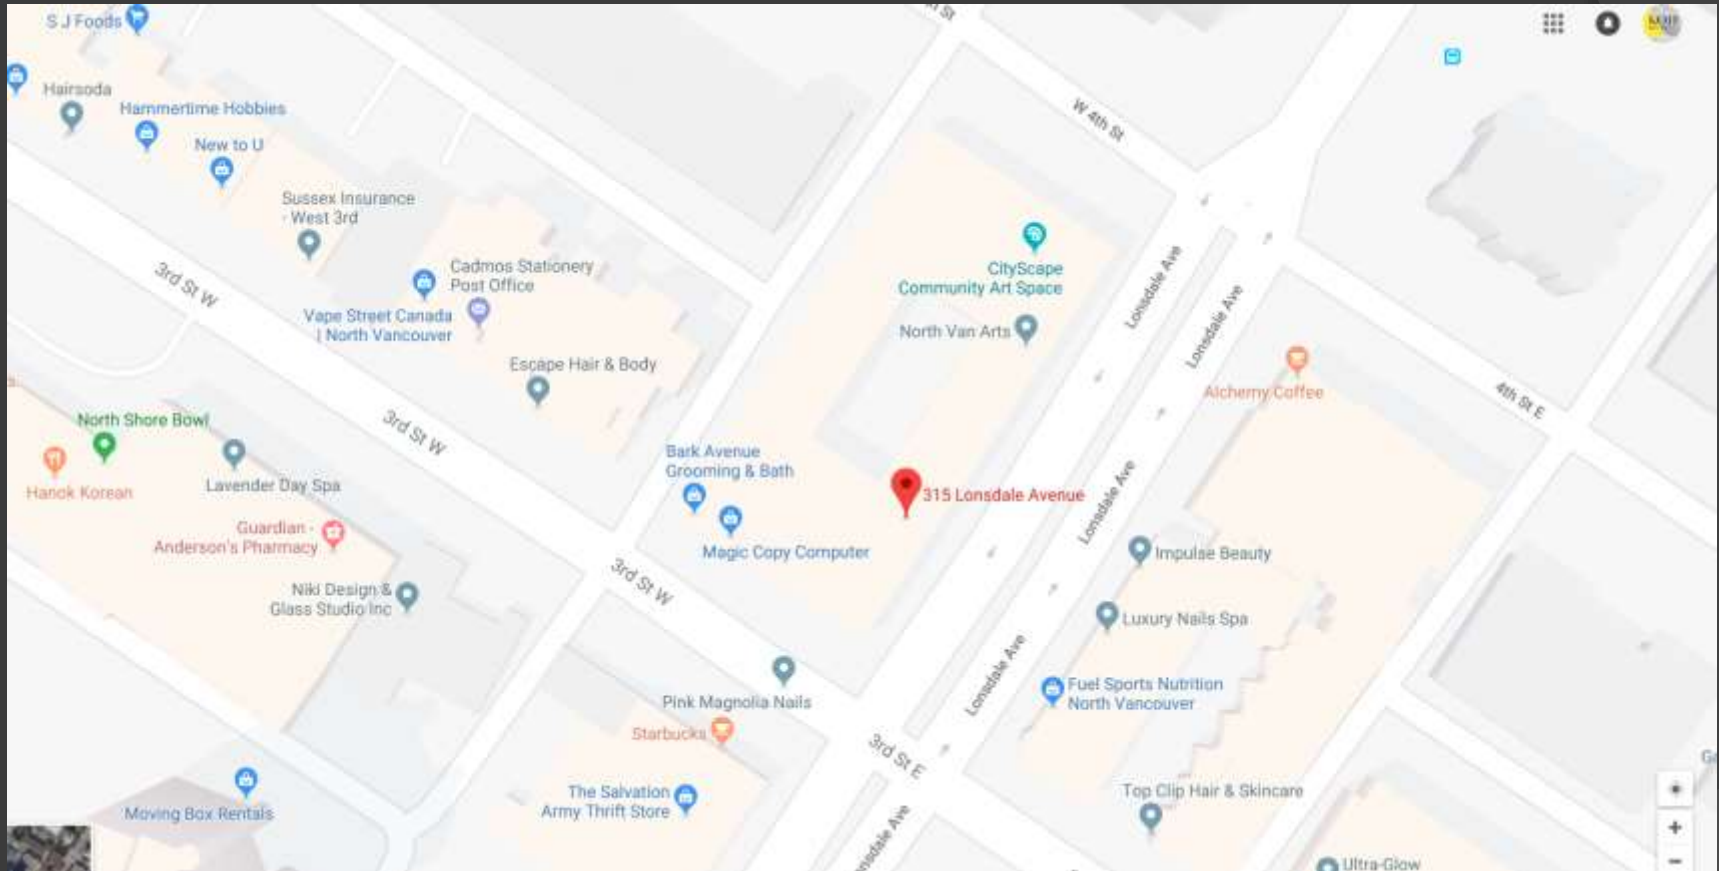 S J Foods
Hairsoda
Hammertime Hobbies
New to U
Sussex Insurance
- West 3rd
Cadmos Stationery
Post Office
Vape Street Canada
| North Vancouver
Escape Hair & Body
3rd St W
3rd St W
3rd St W
North Shore Bowl
Hanok Korean
Lavender Day Spa
Guardian -
Anderson's Pharmacy
Niki Design &
Glass Studio Inc
Moving Box Rentals
St
W 4th St
CityScape
Community Art Space
North Van Arts
Bark Avenue
Grooming & Bath
315 Lonsdale Avenue
Magic Copy Computer
Pink Magnolia Nails
Starbucks
The Salvation
Army Thrift Store
Lonsdale Ave
Lonsdale Ave
Lonsdale Ave
Lonsdale Ave
nsdale Ave
3rd St E
4th St E
Alchemy Coffee
Impulse Beauty
Luxury Nails Spa
Fuel Sports Nutrition
North Vancouver
Top Clip Hair & Skincare
Ultra-Glow